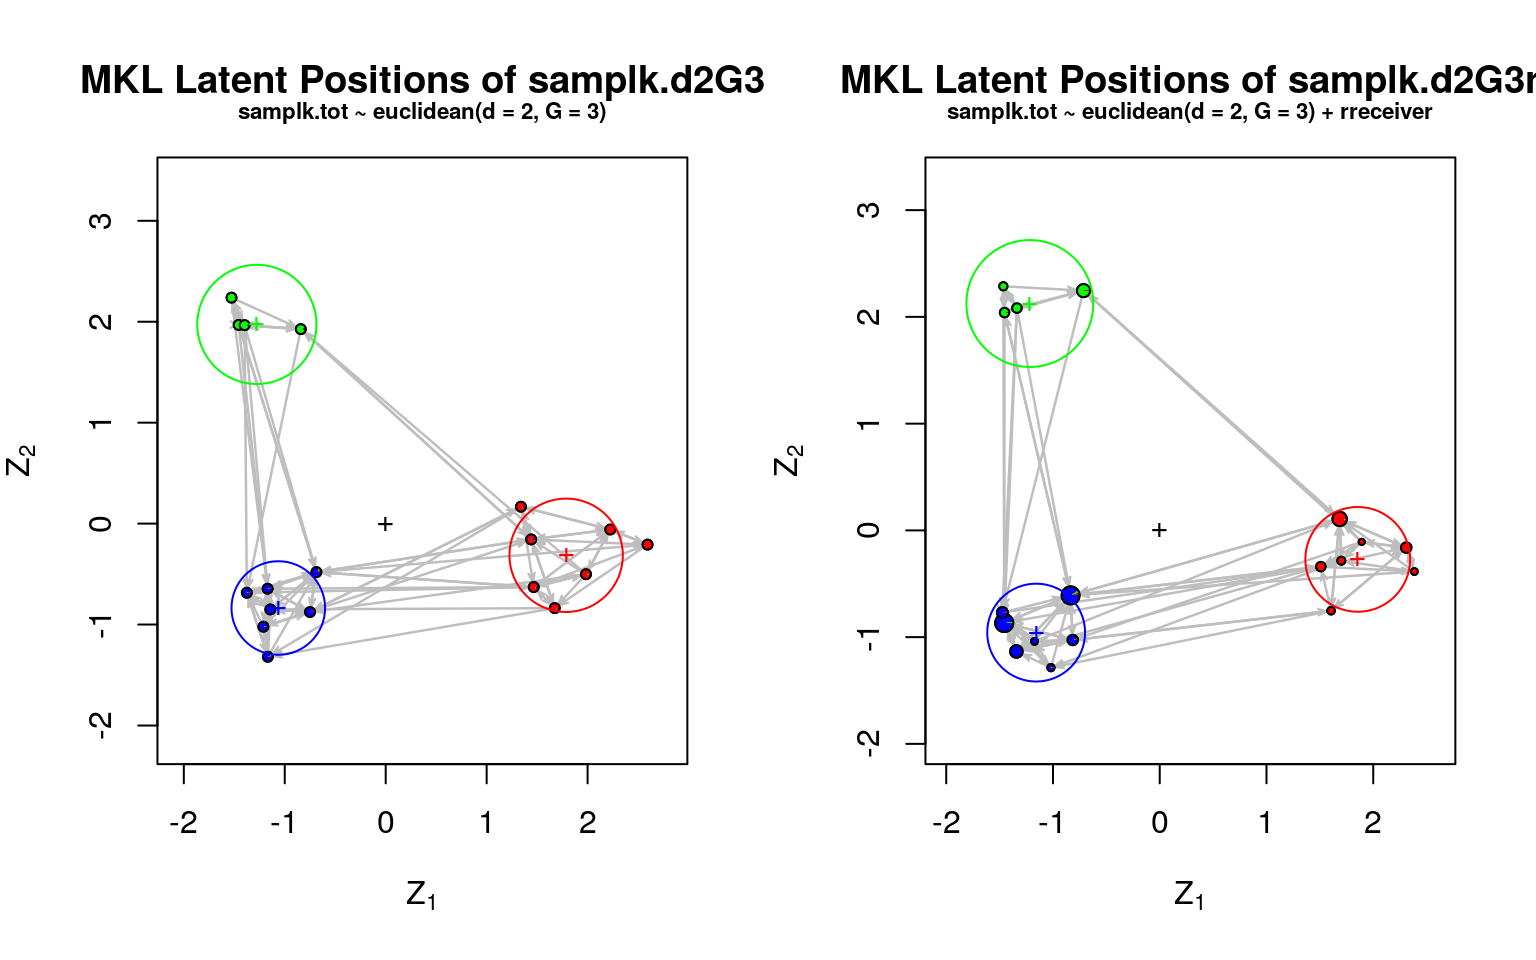 MKL Latent Positions of samplk.d2G3
samplk.tot ~ euclidean(d = 2, G = 3)
3
2
1
0
-1
-2
Z2
-2 -1 0 1 2
Z1
MKL Latent Positions of samplk.d2G3r
samplk.tot ~ euclidean(d = 2, G = 3) + rreceiver
3
2
1
0
-1
-2
Z2
-2 -1 0 1 2
Z1